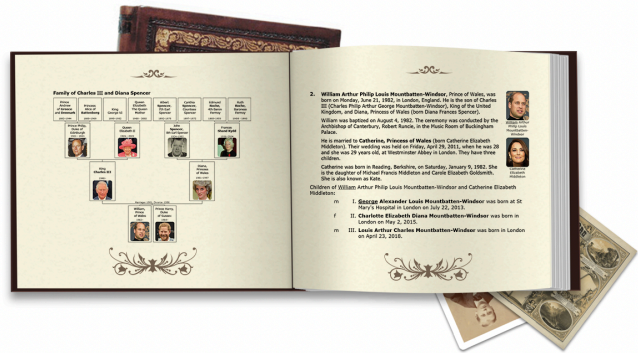 Family of Charles III and Diana Spencer
Prince
Andrew
of Greece
and Denmark
Princess
Alice of
Battenberg
King
George VI
Queen
Elizabeth
The Queen
Mother
Albert
Spencer,
7th Earl
Spencer
Cynthia
Spencer,
Countess
Spencer
Ruth
Prince Philip,
Duke of
Edinburgh
Queen
Elizabeth II
John
Spencer,
8th Earl
Spencer
King
Charles III
Diana,
Princess
of Wales
William
Prince
of Wales
Prince Harry,
Duke
of Sussex
2. William Arthur Philip Louis Mountbatten-Windsor, Prince of Wales, was
born on Monday, June 21, 1982, in London, England. He is the son of Charles
III (Charles Philip Arthur George Mountbatten-Windsor), King of the United
Kingdom, and Diana, Princess of Wales (born Diana Frances Spencer).
William was baptized on August 4, 1982. The ceremony was conducted by the
Archbishop of Canterbury, Robert Runcie, in the Music Room of Buckingham
Palace.
He is married to Catherine, Princess of Wales (born Catherine Elizabeth
Middleton). Their wedding was held on Friday, April 29, 2011, when he was 28
and she was 29 years old, at Westminster Abbey in London. They have three
children.
Catherine was born in Reading, Berkshire, on Saturday, January 9, 1982. She
is the daughter of Michael Francis Middleton and Carole Elizabeth Goldsmith.
She is also known as Kate.
Children of William Arthur Philip Louis Mountbatten-Windsor and Catherine Elizabeth
Middleton:
m I. George Alexander Louis Mountbatten-Windsor was born at St
Mary's Hospital in London on July 22, 2013.
f II. Charlotte Elizabeth Diana Mountbatten-Windsor was born in
London on May 2, 2015.
m III. Louis Arthur Charles Mountbatten-Windsor was born in London
on April 23, 2018.
William Arthur
Philip Louis
Mountbatten-
Windsor
Catherine
Elizabeth
Middleton